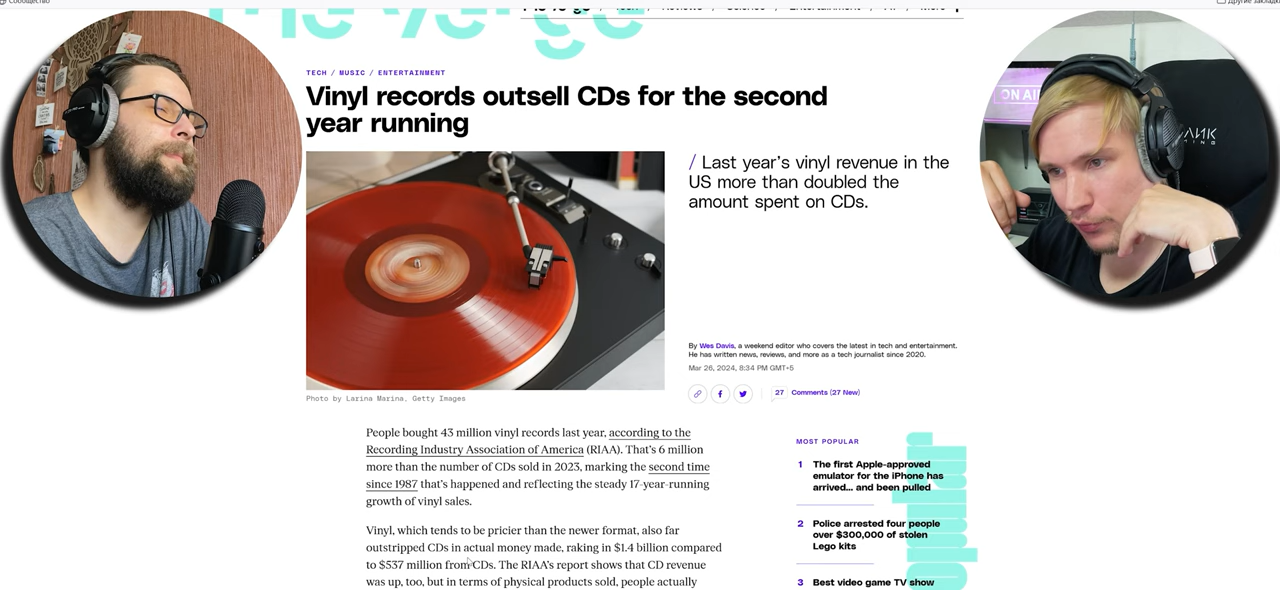 Сообщество
Другие закладки
TECH / MUSIC / ENTERTAINMENT
Vinyl records outsell CDs for the second
year running
/ Last year’s vinyl revenue in the
US more than doubled the
amount spent on CDs.
ON AIR
By Wes Davis, a weekend editor who covers the latest in tech and entertainment.
He has written news, reviews, and more as a tech journalist since 2020.
Mar 26, 2024, 8:34 PM GMT+5
27 Comments (27 New)
Photo by Larina Marina, Getty Images
People bought 43 million vinyl records last year, according to the
Recording Industry Association of America (RIAA). That’s 6 million
more than the number of CDs sold in 2023, marking the second time
since 1987 that’s happened and reflecting the steady 17-year-running
growth of vinyl sales.
Vinyl, which tends to be pricier than the newer format, also far
outstripped CDs in actual money made, raking in $1.4 billion compared
to $537 million from CDs. The RIAA’s report shows that CD revenue
was up, too, but in terms of physical products sold, people actually
MOST POPULAR
1 The first Apple-approved
emulator for the iPhone has
arrived... and been pulled
2 Police arrested four people
over $300,000 of stolen
Lego kits
3 Best video game TV show